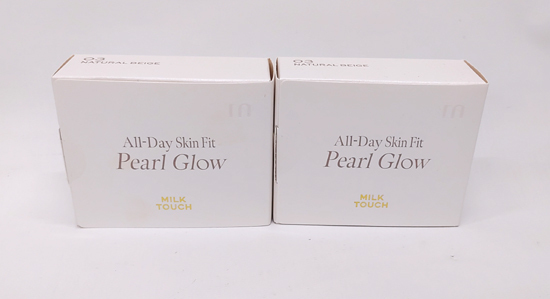 03
NATURAL BEIGE
All-Day Skin Fit
Pearl Glow
MILK
TOUCH
03
NATURAL BEIGE
All-Day Skin Fit
Pearl Glow
MILK
TOUCH